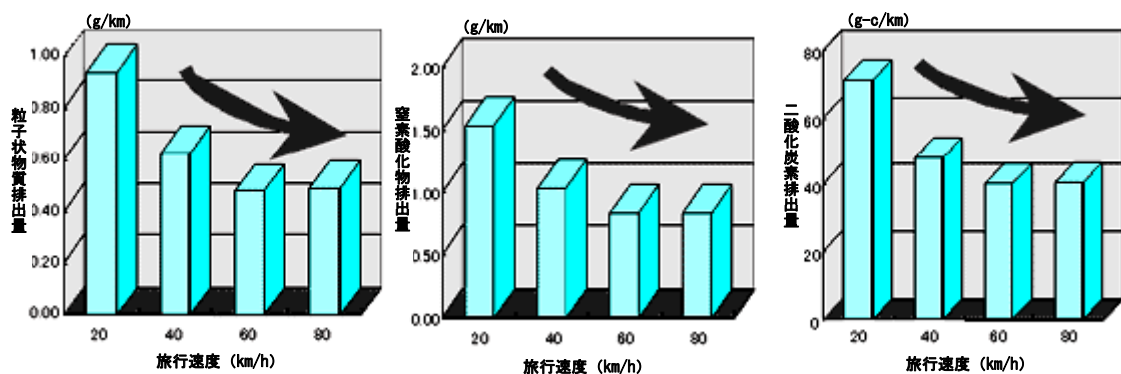 (g/km)
1.00
0.80
0.60
0.40
0.20
0.00
粒子状物質排出量
20 40 60 80
旅行速度 (km/h)
(g/km)
2.00
1.50
1.00
0.50
0.00
窒素酸化物排出量
20 40 60 80
旅行速度 (km/h)
(g-c/km)
80
60
40
20
0
二酸化炭素排出量
20 40 60 80
旅行速度 (km/h)